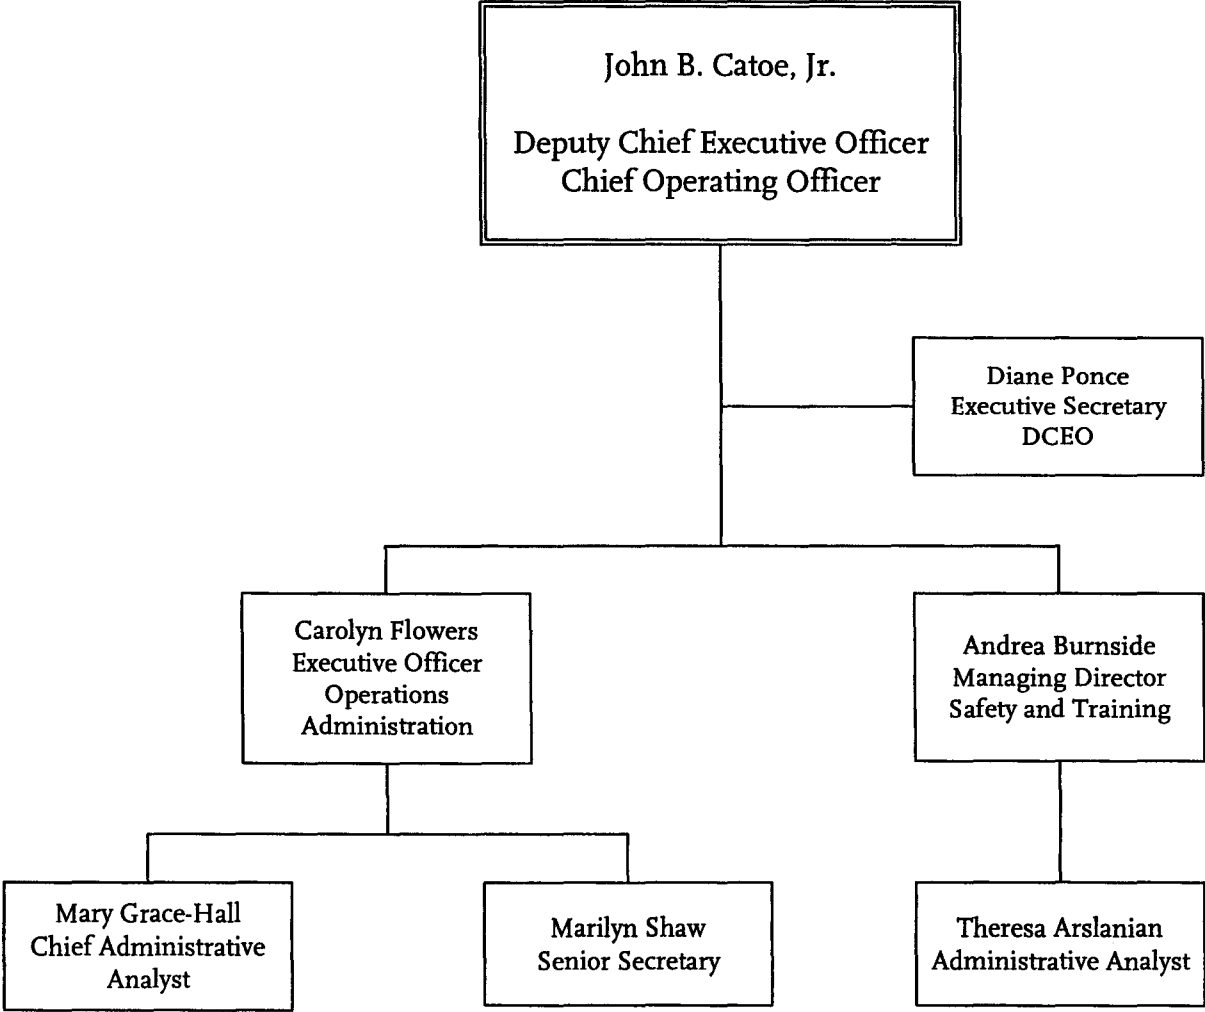 John B. Catoe, Jr.
Deputy Chief Executive Officer
Chief Operating Officer
Diane Ponce
Executive Secretary
DCEO
Carolyn Flowers
Executive Officer
Operations
Administration
Andrea Burnside
Managing Director
Safety and Training
Mary Grace-Hall
Chief Administrative
Analyst
Marilyn Shaw
Senior Secretary
Theresa Arslanian
Administrative Analyst